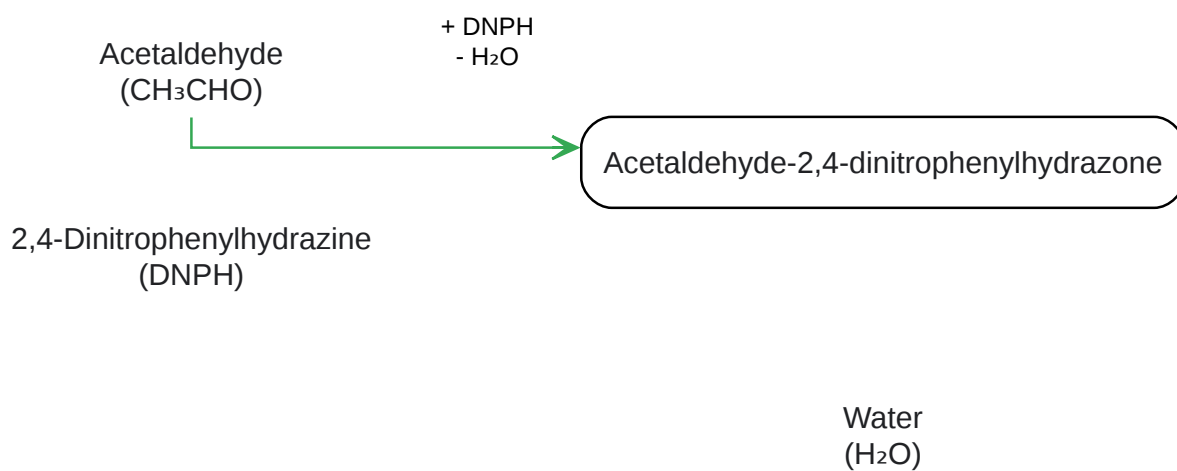 + DNPH
- H₂O
Acetaldehyde
(CH₃CHO)
Acetaldehyde-2,4-dinitrophenylhydrazone
2,4-Dinitrophenylhydrazine
(DNPH)
Water
(H₂O)